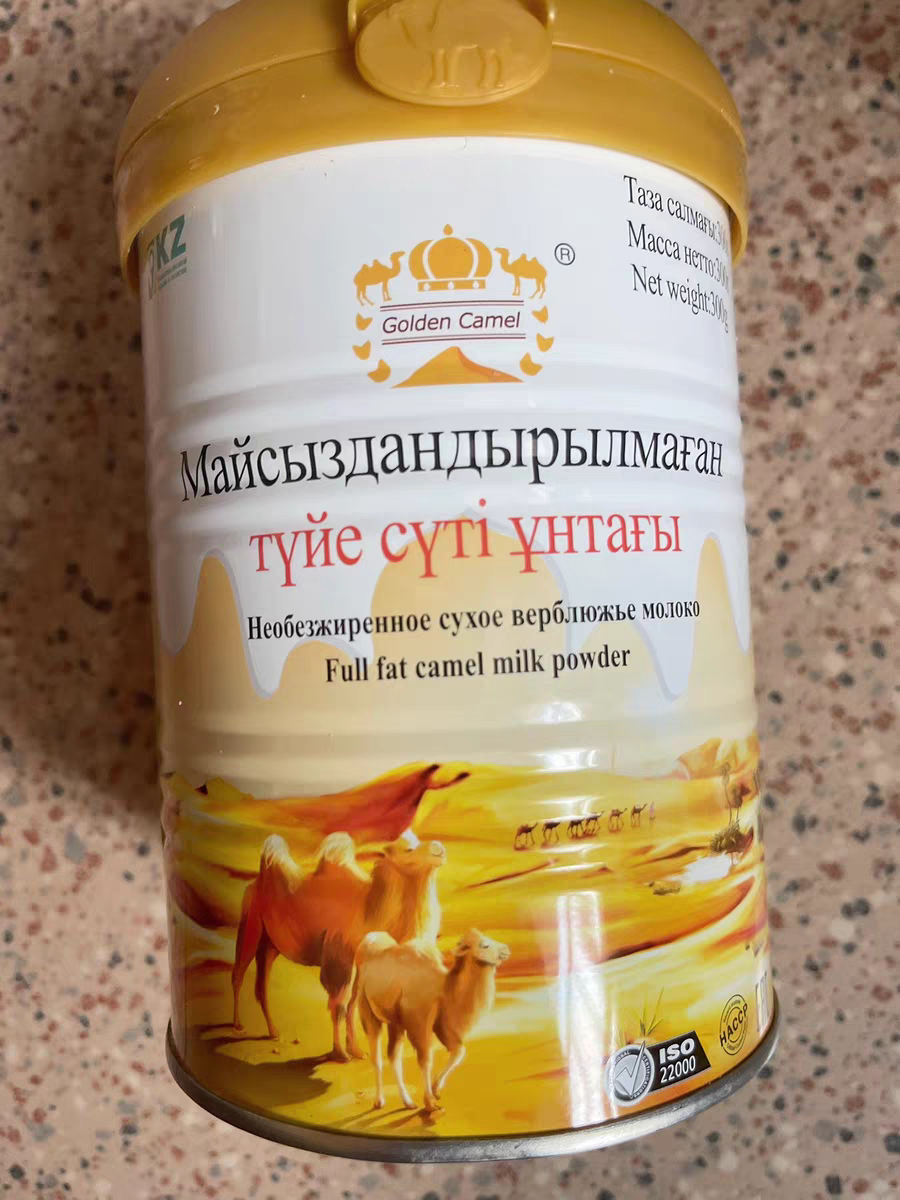 KZ
Golden Camel
®
Таза салмағы:300
Масса нетто:300
Net weight:300g
Майсыздандырылмаған
түйе сүті ұнтағы
Необезжиренное сухое верблюжье молоко
Full fat camel milk powder
ISO
22000
HACCP